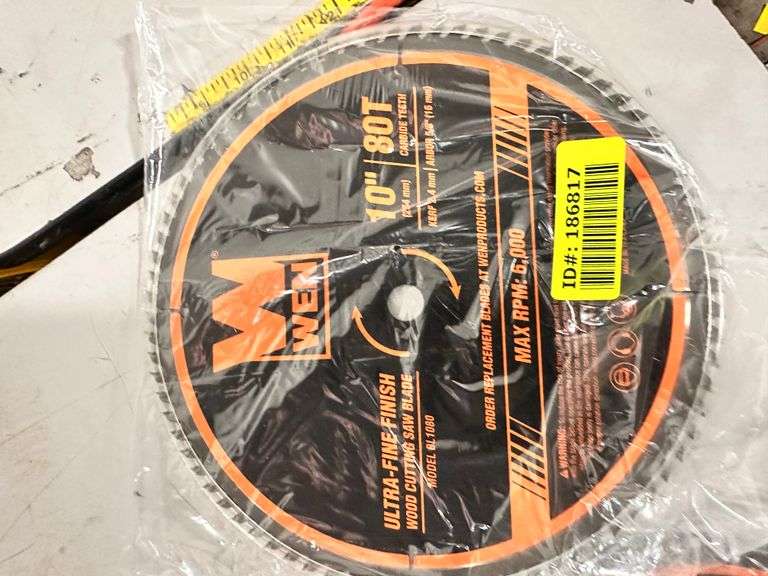 WEN®
10" | 80T
(254 mm)
CARBIDE TEETH
KERF 2.4 mm | ARBOR 5/8" (16 mm)
ULTRA-FINE FINISH
WOOD CUTTING SAW BLADE
MODEL BL1080
ORDER REPLACEMENT BLADES AT WENPRODUCTS.COM
MAX RPM: 6,000
WARNING:
ID#: 186817